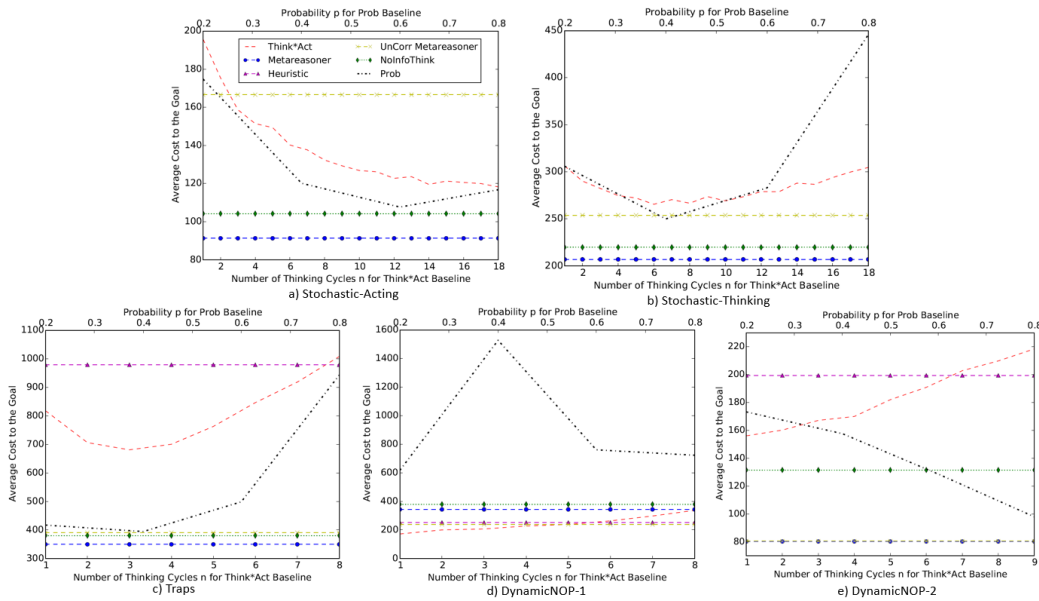 Probability p for Prob Baseline
0.2 0.3 0.4 0.5 0.6 0.7 0.8
200
180
160
140
120
100
80
Average Cost to the Goal
Think*Act
Metareasoner
Heuristic
UnCorr Metareasoner
NoInfoThink
Prob
2 4 6 8 10 12 14 16 18
Number of Thinking Cycles n for Think*Act Baseline
a) Stochastic-Acting
Probability p for Prob Baseline
0.2 0.3 0.4 0.5 0.6 0.7 0.8
450
400
350
300
250
200
Average Cost to the Goal
2 4 6 8 10 12 14 16 18
Number of Thinking Cycles n for Think*Act Baseline
b) Stochastic-Thinking
Probability p for Prob Baseline
0.2 0.3 0.4 0.5 0.6 0.7 0.8
1100
1000
900
800
700
600
500
400
300
Average Cost to the Goal
1 2 3 4 5 6 7 8
Number of Thinking Cycles n for Think*Act Baseline
c) Traps
Probability p for Prob Baseline
0.2 0.3 0.4 0.5 0.6 0.7 0.8
1600
1400
1200
1000
800
600
400
200
0
Average Cost to the Goal
1 2 3 4 5 6 7 8
Number of Thinking Cycles n for Think*Act Baseline
d) DynamicNOP-1
Probability p for Prob Baseline
0.2 0.3 0.4 0.5 0.6 0.7 0.8
220
200
180
160
140
120
100
80
Average Cost to the Goal
1 2 3 4 5 6 7 8 9
Number of Thinking Cycles n for Think*Act Baseline
e) DynamicNOP-2